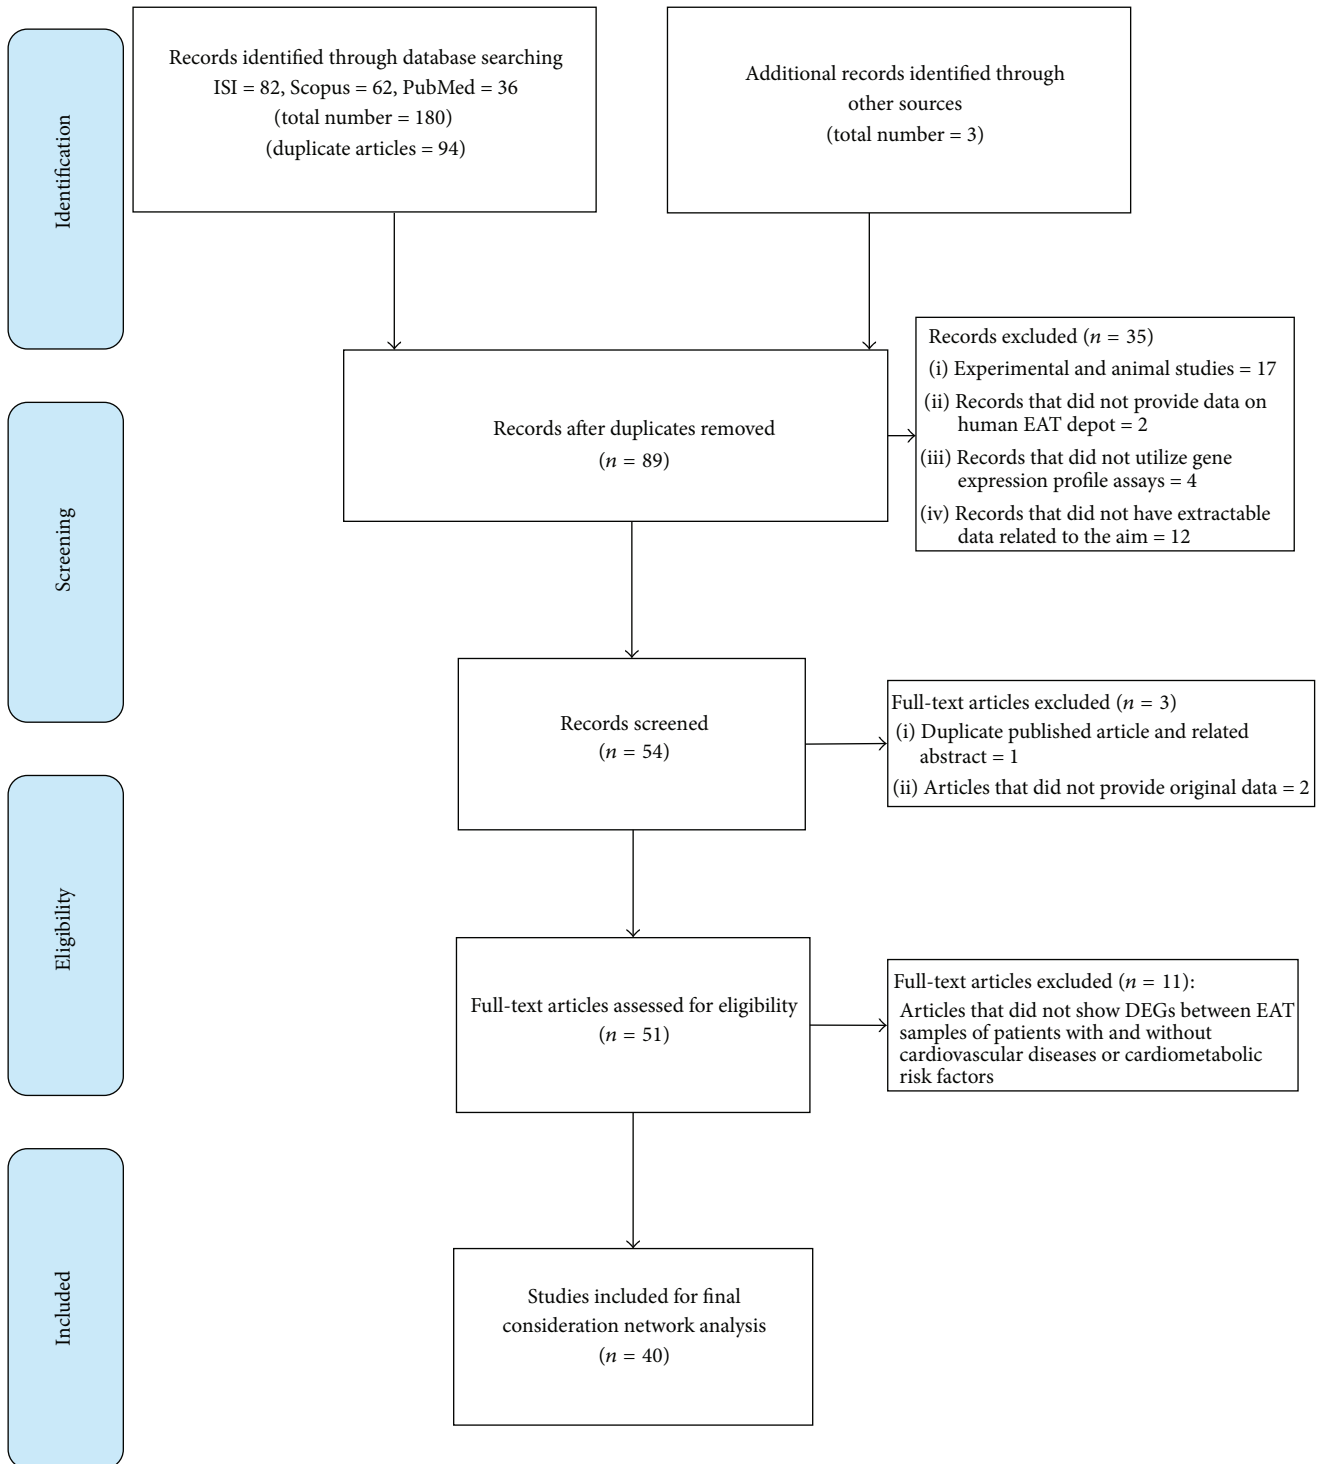 Identification
Records identified through database searching
ISI = 82, Scopus = 62, PubMed = 36
(total number = 180)
(duplicate articles = 94)
Additional records identified through
other sources
(total number = 3)
Records after duplicates removed
(n = 89)
Records excluded (n = 35)
(i) Experimental and animal studies = 17
(ii) Records that did not provide data on
human EAT depot = 2
(iii) Records that did not utilize gene
expression profile assays = 4
(iv) Records that did not have extractable
data related to the aim = 12
Screening
Records screened
(n = 54)
Full-text articles excluded (n = 3)
(i) Duplicate published article and related
abstract = 1
(ii) Articles that did not provide original data = 2
Eligibility
Full-text articles assessed for eligibility
(n = 51)
Full-text articles excluded (n = 11):
Articles that did not show DEGs between EAT
samples of patients with and without
cardiovascular diseases or cardiometabolic
risk factors
Included
Studies included for final
consideration network analysis
(n = 40)